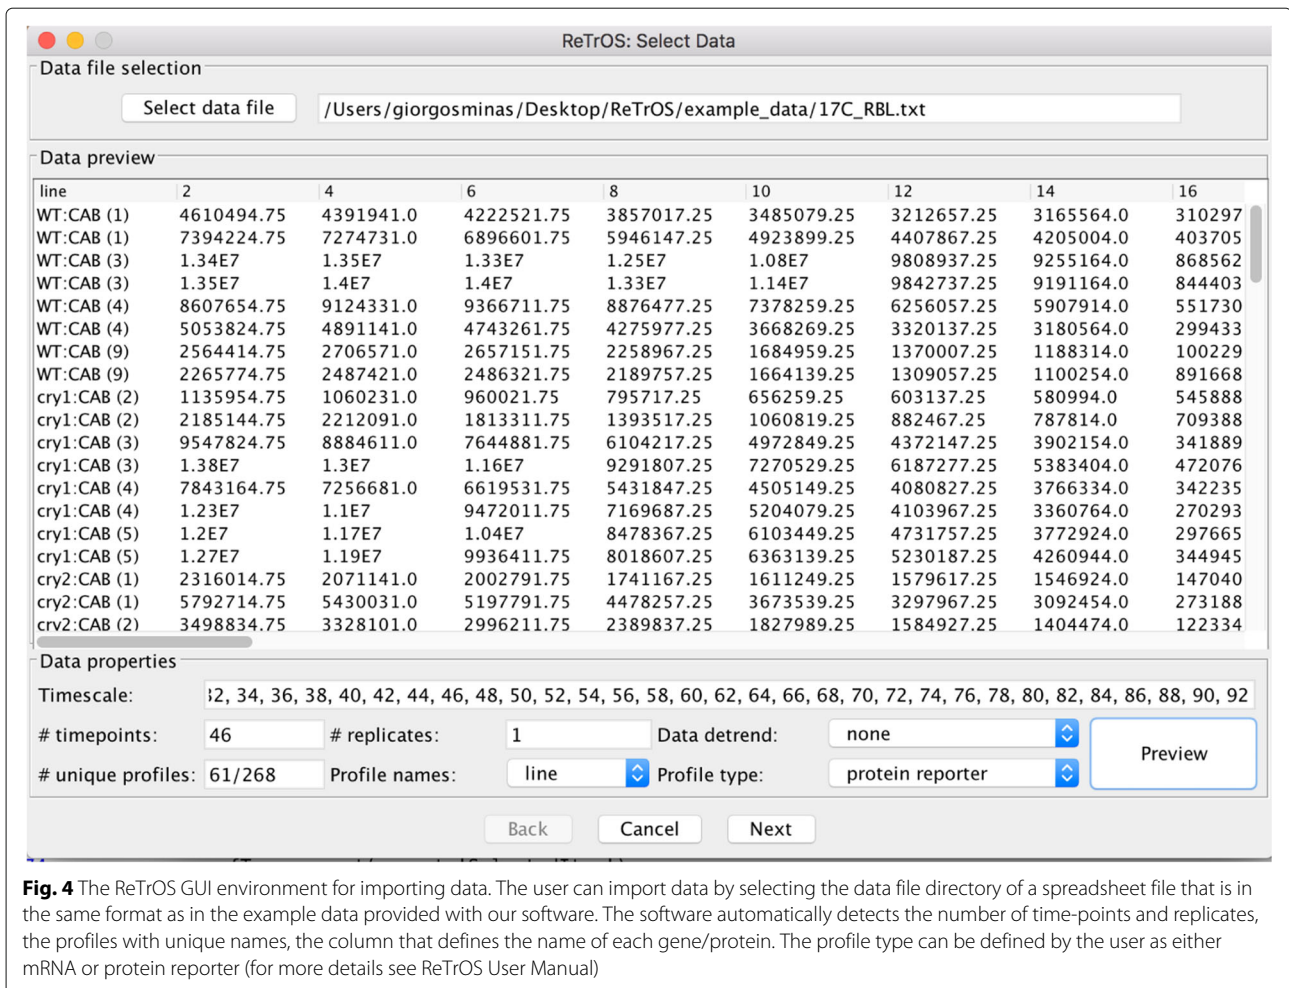 ReTrOS: Select Data
Data file selection
Select data file /Users/giorgosminas/Desktop/ReTrOS/example_data/17C_RBL.txt
Data preview
line 2 4 6 8 10 12 14 16
WT:CAB (1) 4610494.75 4391941.0 4222521.75 3857017.25 3485079.25 3212657.25 3165564.0 310297
WT:CAB (1) 7394224.75 7274731.0 6896601.75 5946147.25 4923899.25 4407867.25 4205004.0 403705
WT:CAB (3) 1.34E7 1.35E7 1.33E7 1.25E7 1.08E7 9808937.25 9255164.0 868562
WT:CAB (3) 1.35E7 1.4E7 1.4E7 1.33E7 1.14E7 9842737.25 9191164.0 844403
WT:CAB (4) 8607654.75 9124331.0 9366711.75 8876477.25 7378259.25 6256057.25 5907914.0 551730
WT:CAB (4) 5053824.75 4891141.0 4743261.75 4275977.25 3668269.25 3320137.25 3180564.0 299433
WT:CAB (9) 2564414.75 2706571.0 2657151.75 2258967.25 1684959.25 1370007.25 1188314.0 100229
WT:CAB (9) 2265774.75 2487421.0 2486321.75 2189757.25 1664139.25 1309057.25 1100254.0 891668
cry1:CAB (2) 1135954.75 1060231.0 960021.75 795717.25 656259.25 603137.25 580994.0 545888
cry1:CAB (2) 2185144.75 2212091.0 1813311.75 1393517.25 1060819.25 882467.25 787814.0 709388
cry1:CAB (3) 9547824.75 8884611.0 7644881.75 6104217.25 4972849.25 4372147.25 3902154.0 341889
cry1:CAB (3) 1.38E7 1.3E7 1.16E7 9291807.25 7270529.25 6187277.25 5383404.0 472076
cry1:CAB (4) 7843164.75 7256681.0 6619531.75 5431847.25 4505149.25 4080827.25 3766334.0 342235
cry1:CAB (4) 1.23E7 1.1E7 9472011.75 7169687.25 5204079.25 4103967.25 3360764.0 270293
cry1:CAB (5) 1.2E7 1.17E7 1.04E7 8478367.25 6103449.25 4731757.25 3772924.0 297665
cry1:CAB (5) 1.27E7 1.19E7 9936411.75 8018607.25 6363139.25 5230187.25 4260944.0 344945
cry2:CAB (1) 2316014.75 2071141.0 2002791.75 1741167.25 1611249.25 1579617.25 1546924.0 147040
cry2:CAB (1) 5792714.75 5430031.0 5197791.75 4478257.25 3673539.25 3297967.25 3092454.0 273188
cry2:CAB (2) 3498834.75 3328101.0 2996211.75 2389837.25 1827989.25 1584927.25 1404474.0 122334
Data properties
Timescale: 32, 34, 36, 38, 40, 42, 44, 46, 48, 50, 52, 54, 56, 58, 60, 62, 64, 66, 68, 70, 72, 74, 76, 78, 80, 82, 84, 86, 88, 90, 92
# timepoints: 46 # replicates: 1 Data detrend: none
Preview
# unique profiles: 61/268 Profile names: line Profile type: protein reporter
Back Cancel Next
Fig. 4 The ReTrOS GUI environment for importing data. The user can import data by selecting the data file directory of a spreadsheet file that is in
the same format as in the example data provided with our software. The software automatically detects the number of time-points and replicates,
the profiles with unique names, the column that defines the name of each gene/protein. The profile type can be defined by the user as either
mRNA or protein reporter (for more details see ReTrOS User Manual)